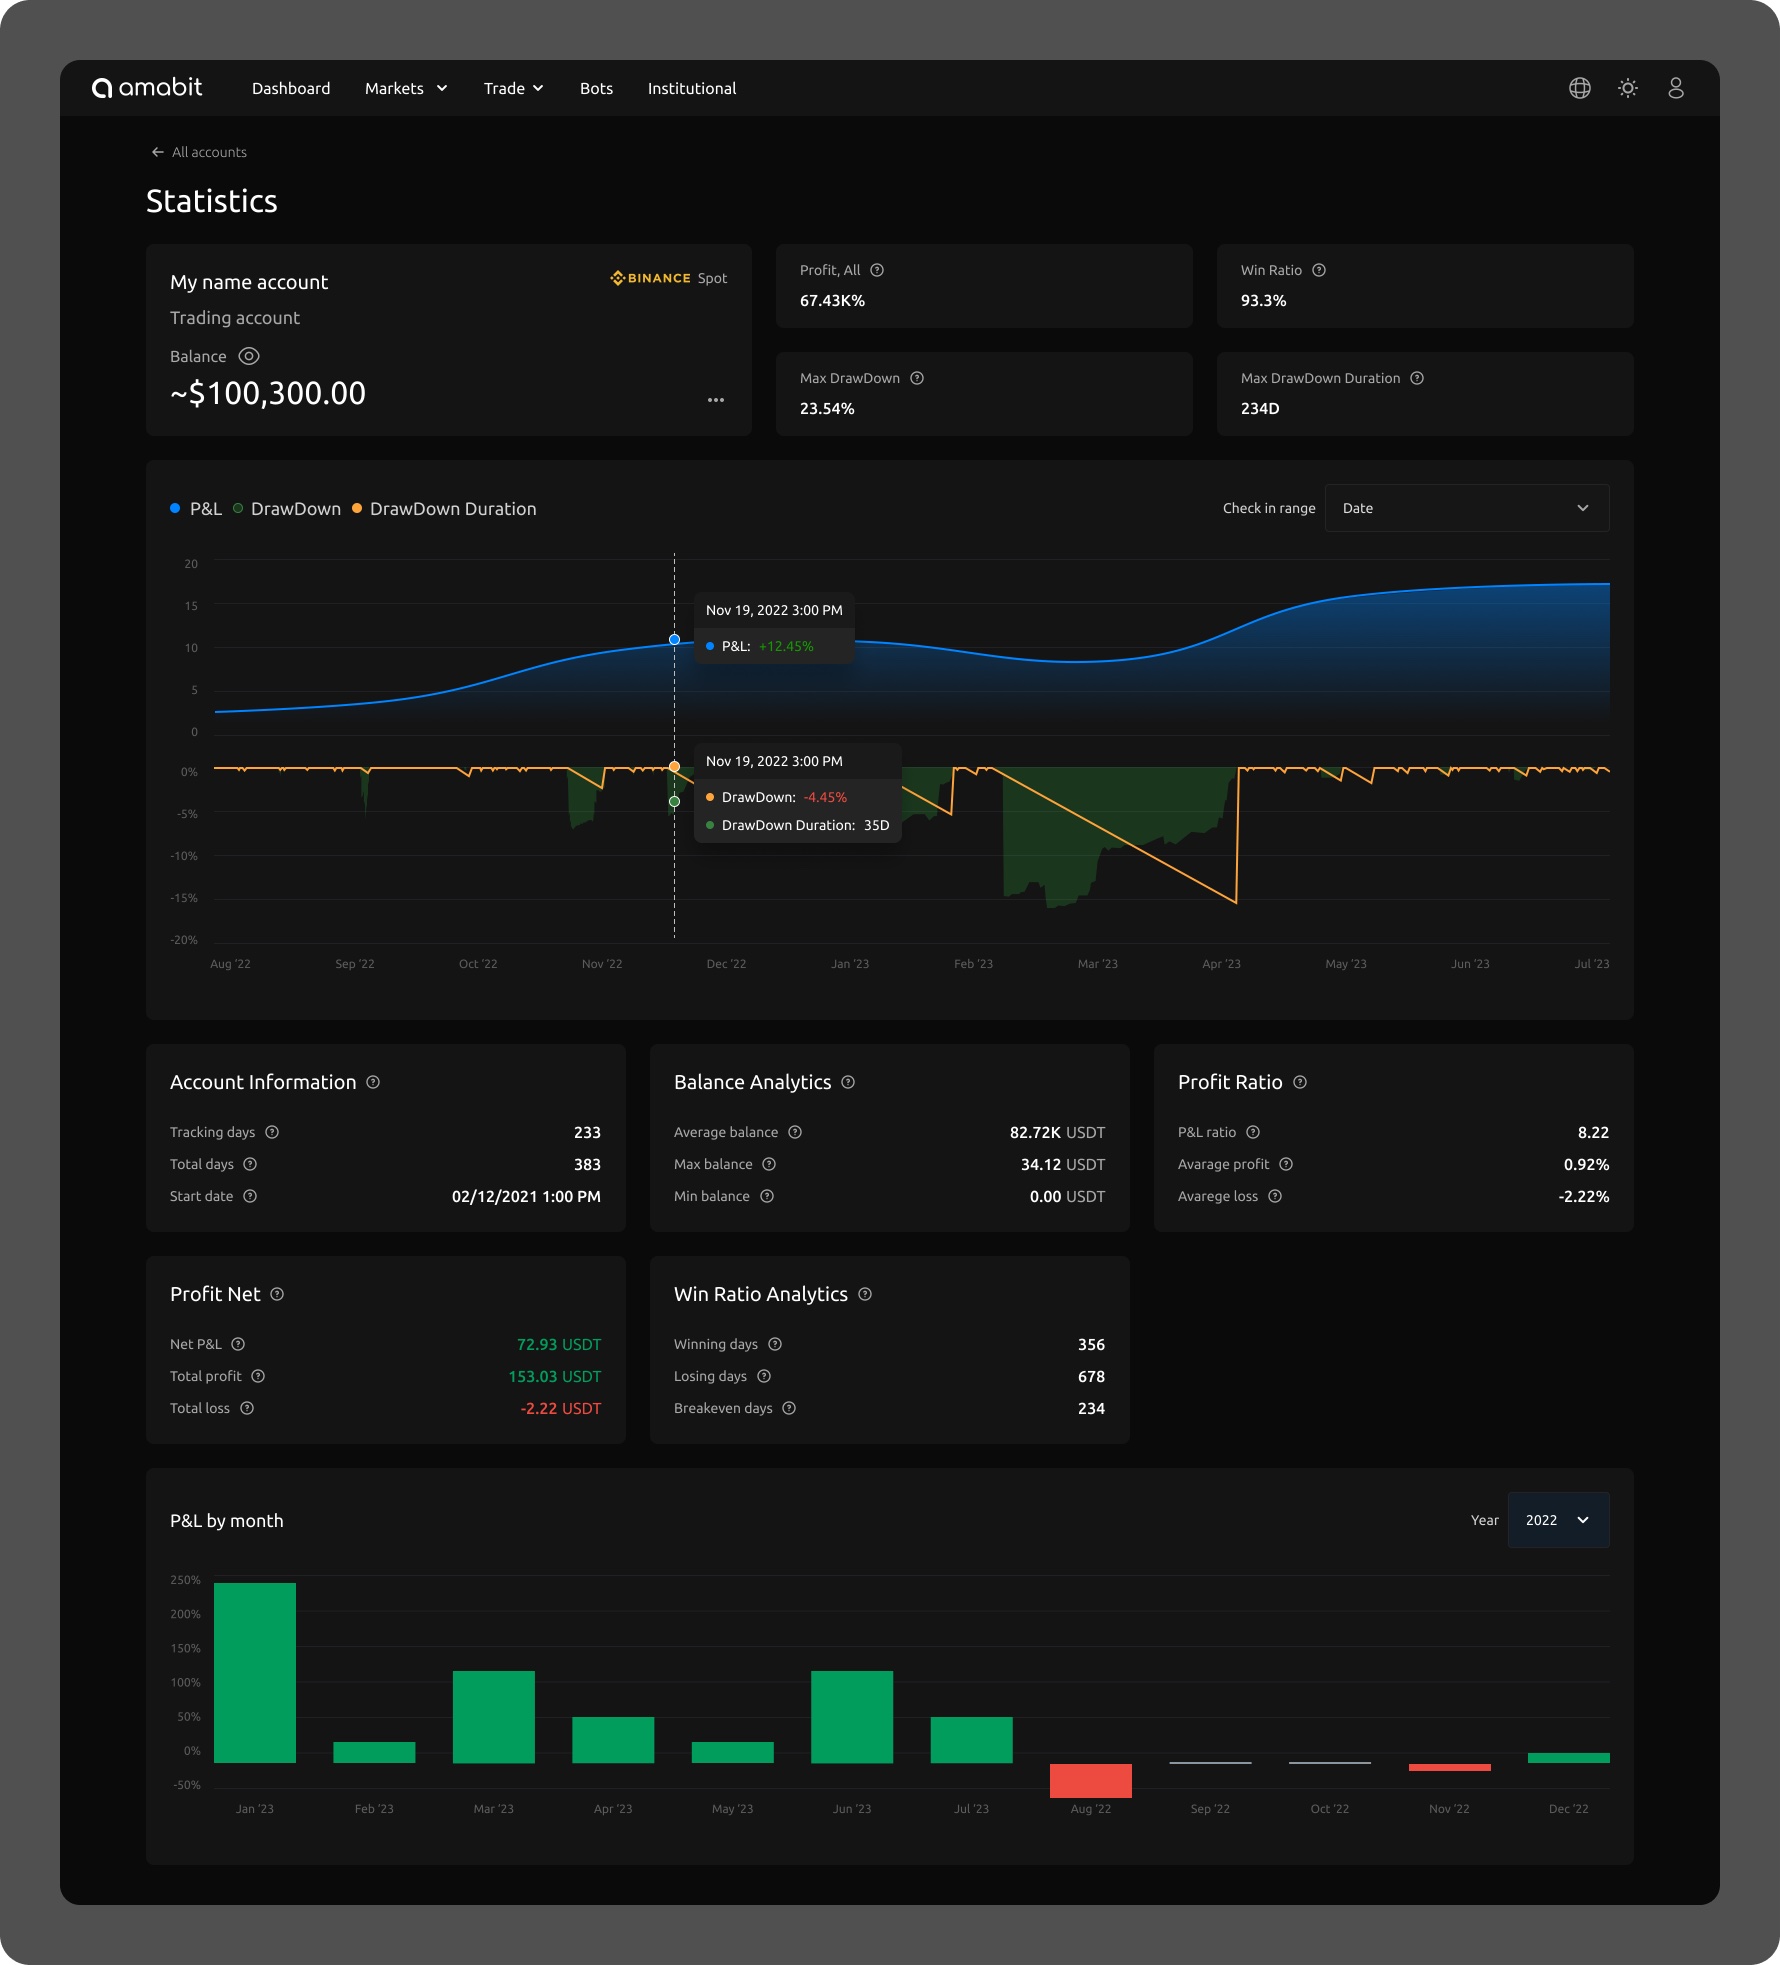 amabit Dashboard Markets Trade Bots Institutional
All accounts
Statistics
My name account
BINANCE Spot
Trading account
Balance
~$100,300.00
Profit, All
67.43K%
Win Ratio
93.3%
Max DrawDown
23.54%
Max DrawDown Duration
234D
P&L DrawDown DrawDown Duration
Check in range Date
20
15
10
5
0
Nov 19, 2022 3:00 PM
P&L: +12.45%
0%
-5%
-10%
-15%
-20%
Nov 19, 2022 3:00 PM
DrawDown: -4.45%
DrawDown Duration: 35D
Aug '22 Sep '22 Oct '22 Nov '22 Dec '22 Jan '23 Feb '23 Mar '23 Apr '23 May '23 Jun '23 Jul '23
Account Information
Tracking days 233
Total days 383
Start date 02/12/2021 1:00 PM
Balance Analytics
Average balance 82.72K USDT
Max balance 34.12 USDT
Min balance 0.00 USDT
Profit Ratio
P&L ratio 8.22
Avarage profit 0.92%
Avarege loss -2.22%
Profit Net
Net P&L 72.93 USDT
Total profit 153.03 USDT
Total loss -2.22 USDT
Win Ratio Analytics
Winning days 356
Losing days 678
Breakeven days 234
P&L by month
Year 2022
250%
200%
150%
100%
50%
0%
-50%
Jan '23 Feb '23 Mar '23 Apr '23 May '23 Jun '23 Jul '23 Aug '22 Sep '22 Oct '22 Nov '22 Dec '22